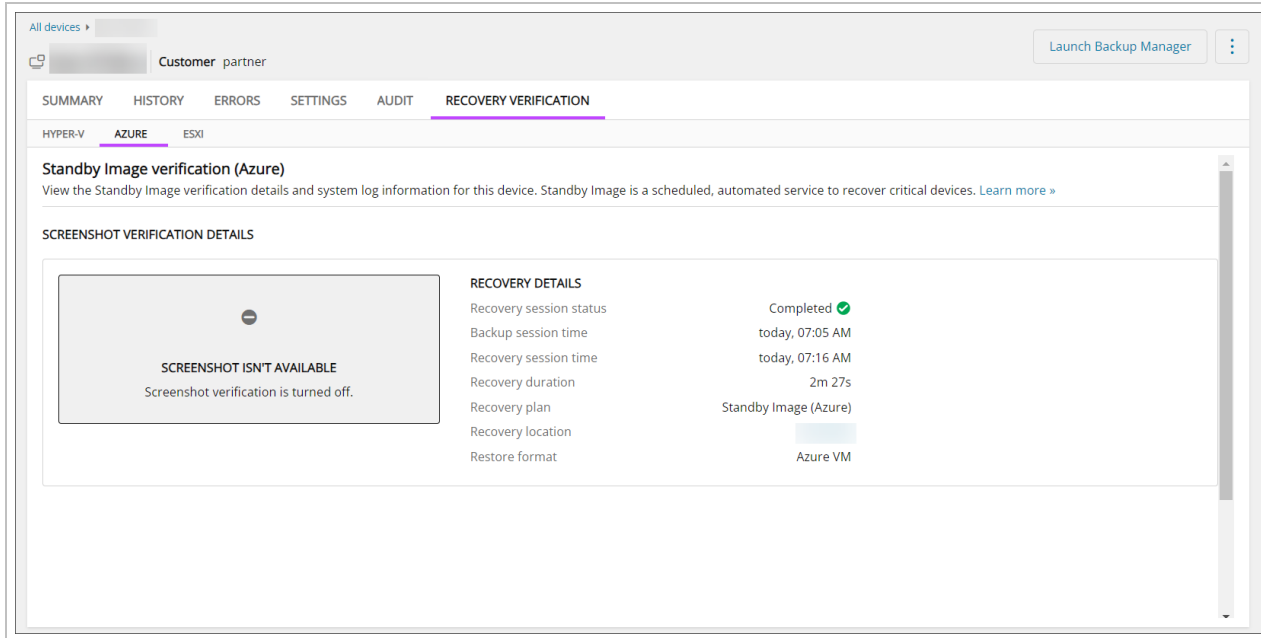 All devices
Customer partner
Launch Backup Manager
SUMMARY HISTORY ERRORS SETTINGS AUDIT RECOVERY VERIFICATION
HYPER-V AZURE ESXI
Standby Image verification (Azure)
View the Standby Image verification details and system log information for this device. Standby Image is a scheduled, automated service to recover critical devices. Learn more »
SCREENSHOT VERIFICATION DETAILS
SCREENSHOT ISN'T AVAILABLE
Screenshot verification is turned off.
RECOVERY DETAILS
Recovery session status Completed
Backup session time today, 07:05 AM
Recovery session time today, 07:16 AM
Recovery duration 2m 27s
Recovery plan Standby Image (Azure)
Recovery location
Restore format Azure VM